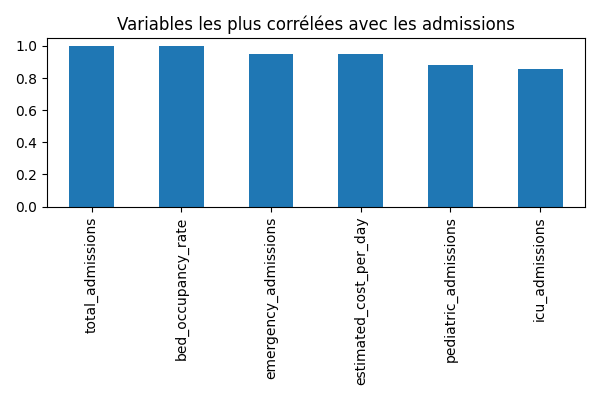 Variables les plus corrélées avec les admissions
1.0
0.8
0.6
0.4
0.2
0.0
total_admissions
bed_occupancy_rate
emergency_admissions
estimated_cost_per_day
pediatric_admissions
icu_admissions